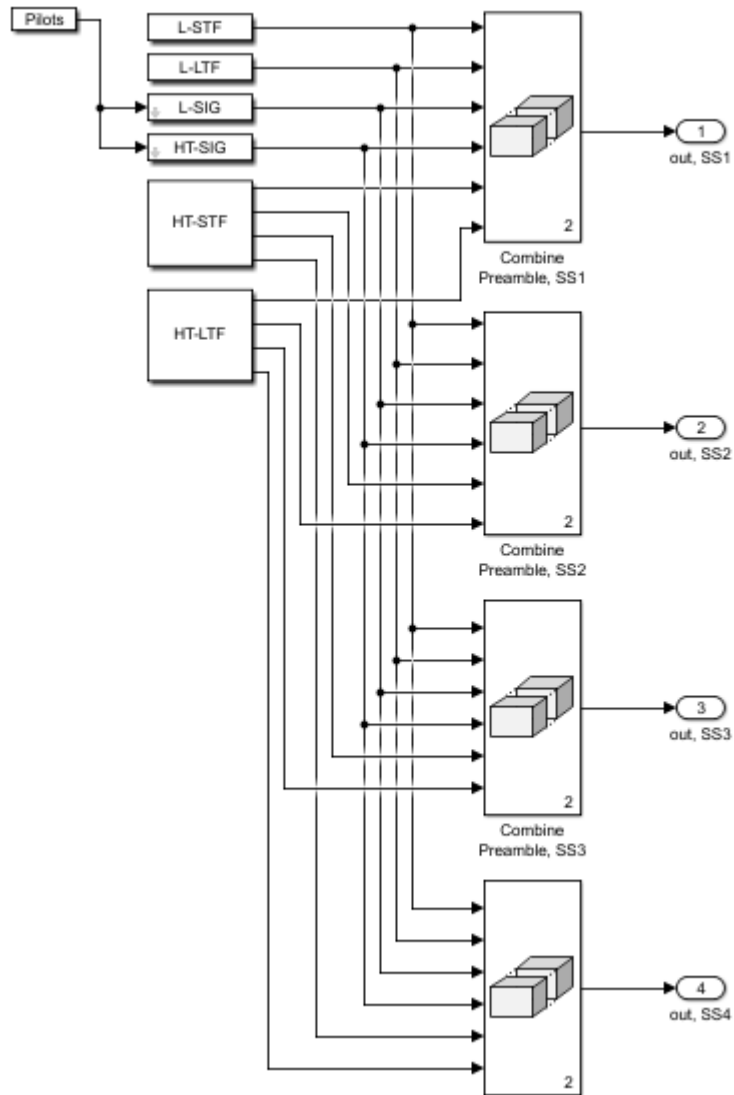 Pilots
L-STF
L-LTF
L-SIG
HT-SIG
HT-STF
HT-LTF
2
Combine
Preamble, SS1
1
out, SS1
2
Combine
Preamble, SS2
2
out, SS2
2
Combine
Preamble, SS3
3
out, SS3
2
4
out, SS4